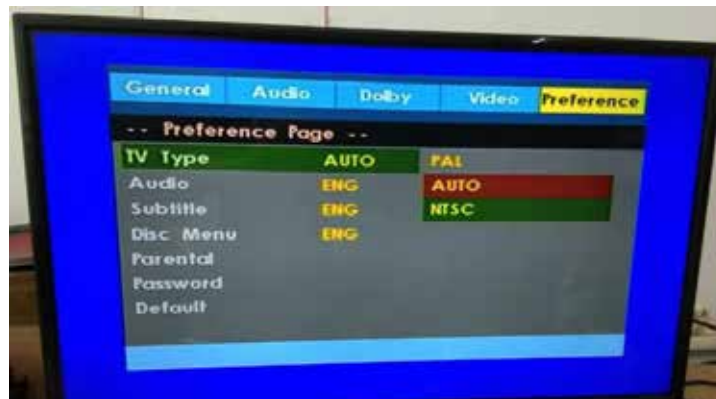 General Audio Dolby Video Preference
-- Preference Page --
TV Type AUTO PAL
Audio ENG AUTO
Subtitle ENG NTSC
Disc Menu ENG
Parental
Password
Default